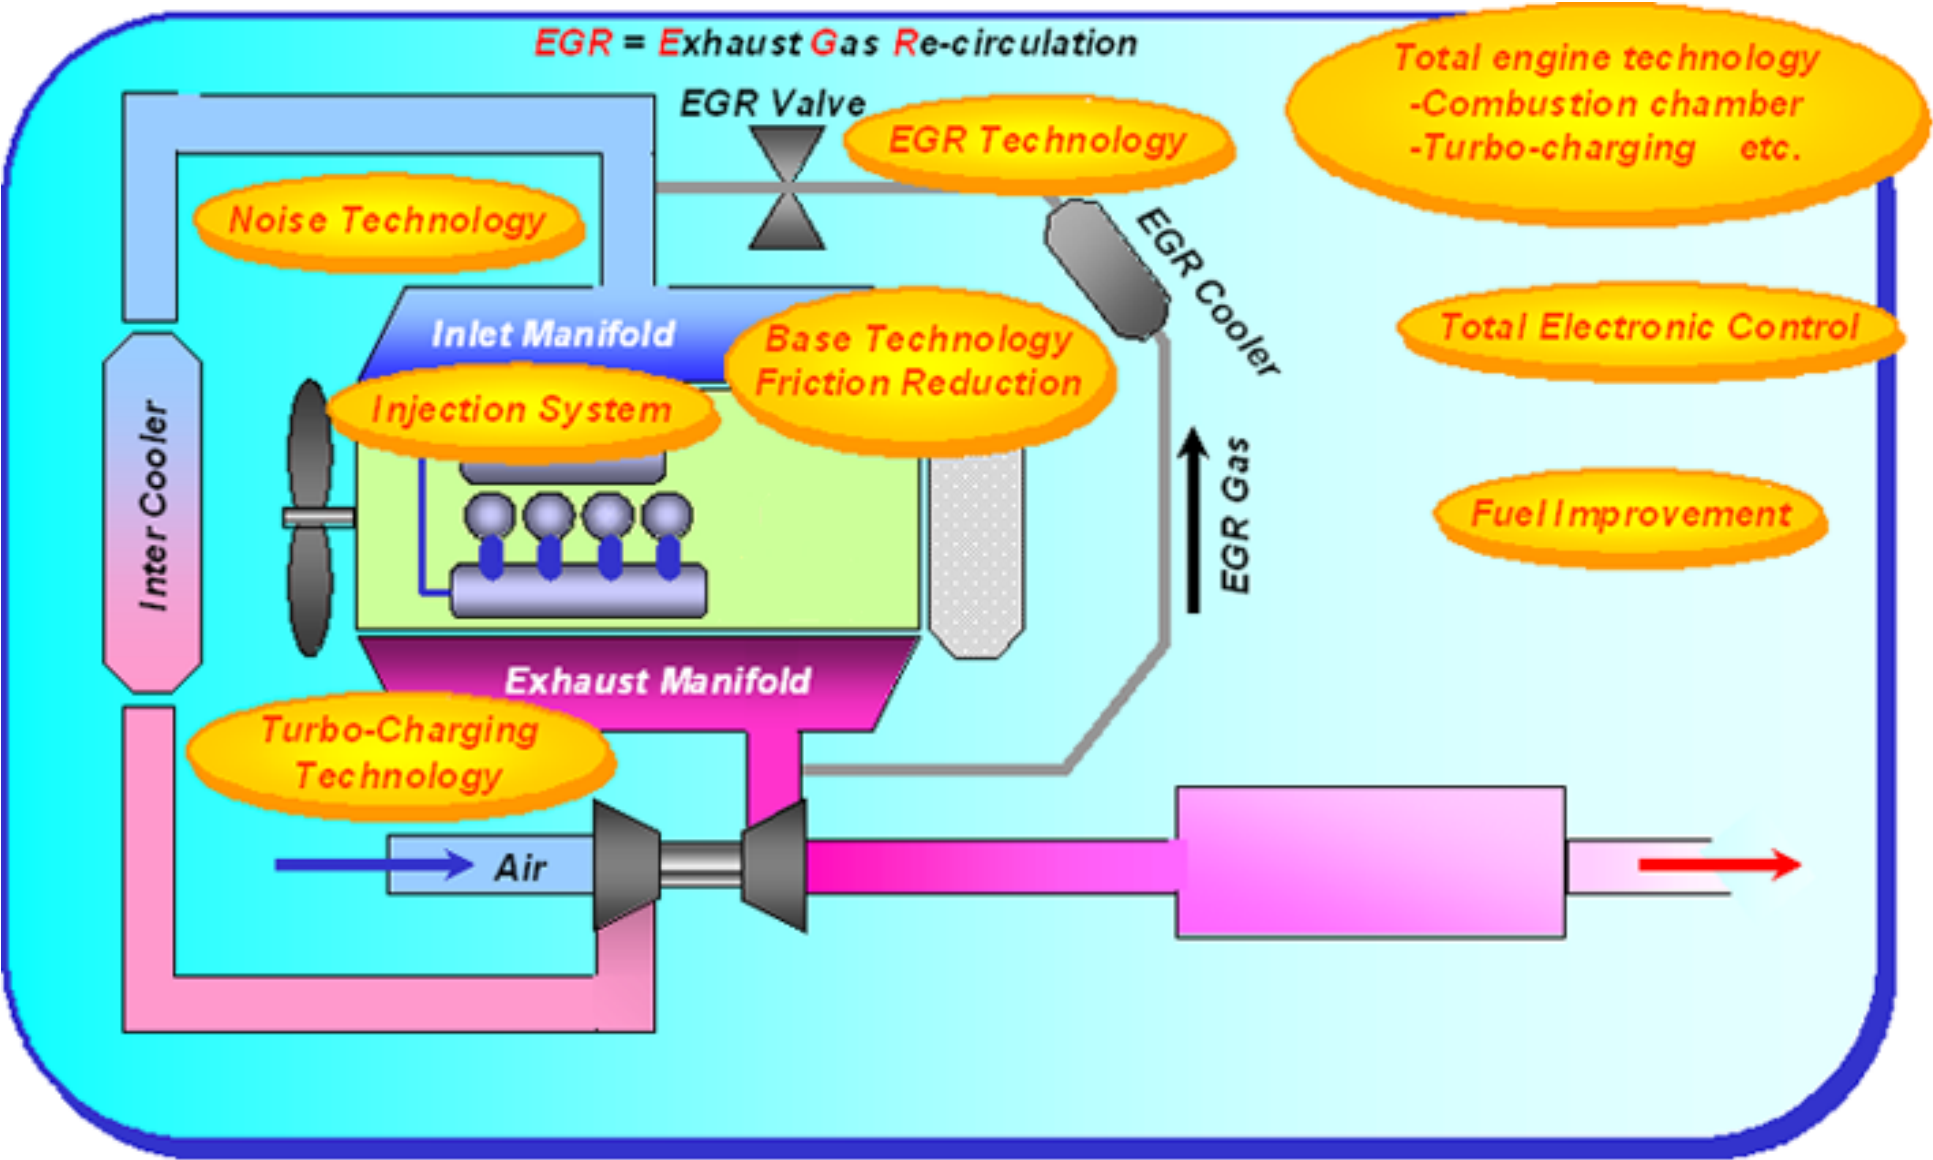 EGR = Exhaust Gas Re-circulation
Total engine technology
-Combustion chamber
-Turbo-charging etc.
EGR Valve
EGR Technology
Noise Technology
EGR Cooler
Inlet Manifold
Base Technology
Friction Reduction
Total Electronic Control
Injection System
Inter Cooler
EGR Gas
Fuel Improvement
Exhaust Manifold
Turbo-Charging
Technology
Air